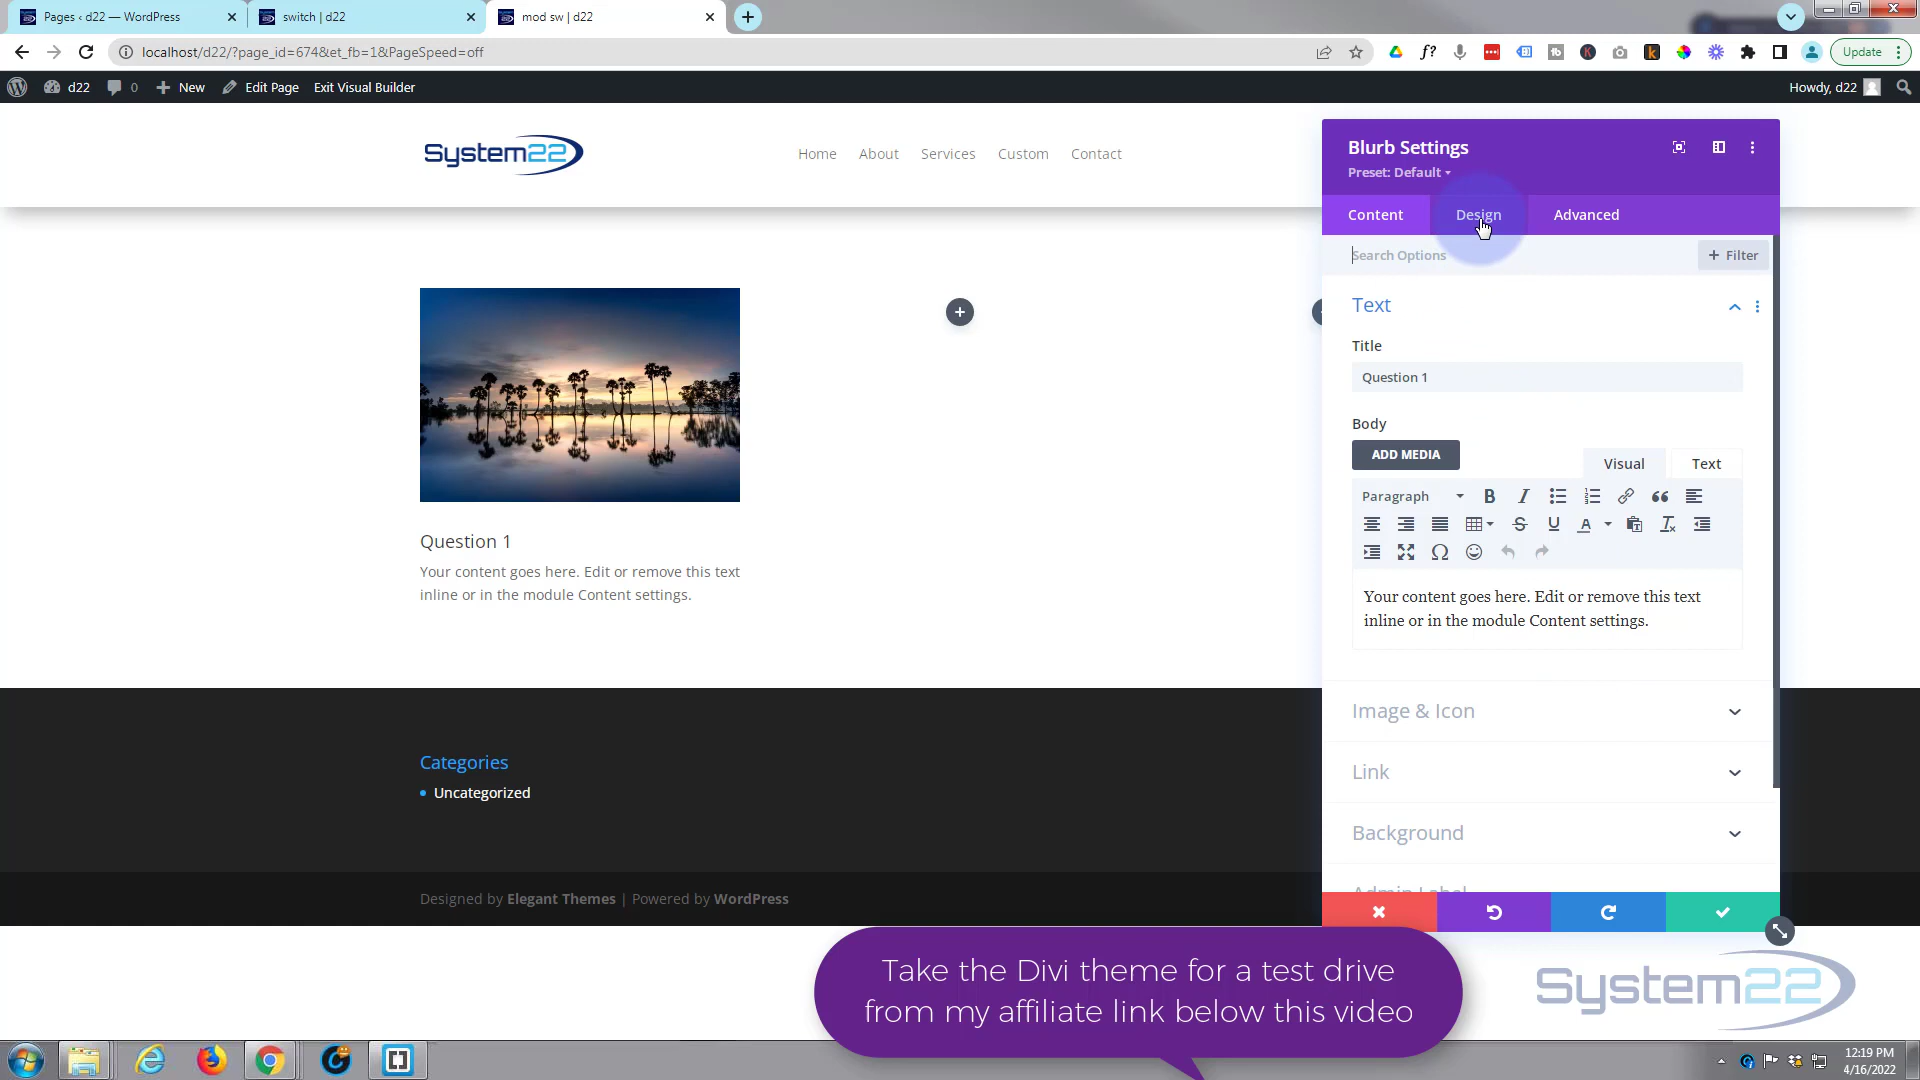 Pages ‹ d22 — WordPress
switch | d22
mod sw | d22
localhost/d22/?page_id=674&et_fb=1&PageSpeed=off
Update
d22
0
New
Edit Page
Exit Visual Builder
Howdy, d22
System22
Home
About
Services
Custom
Contact
Blurb Settings
Preset: Default
Content
Design
Advanced
Search Options
+ Filter
Text
Title
Question 1
Body
ADD MEDIA
Visual
Text
Paragraph
Your content goes here. Edit or remove this text
inline or in the module Content settings.
Image & Icon
Link
Background
Admin Label
Question 1
Your content goes here. Edit or remove this text
inline or in the module Content settings.
Categories
Uncategorized
Designed by Elegant Themes | Powered by WordPress
Take the Divi theme for a test drive
from my affiliate link below this video
System22
12:19 PM
4/16/2022